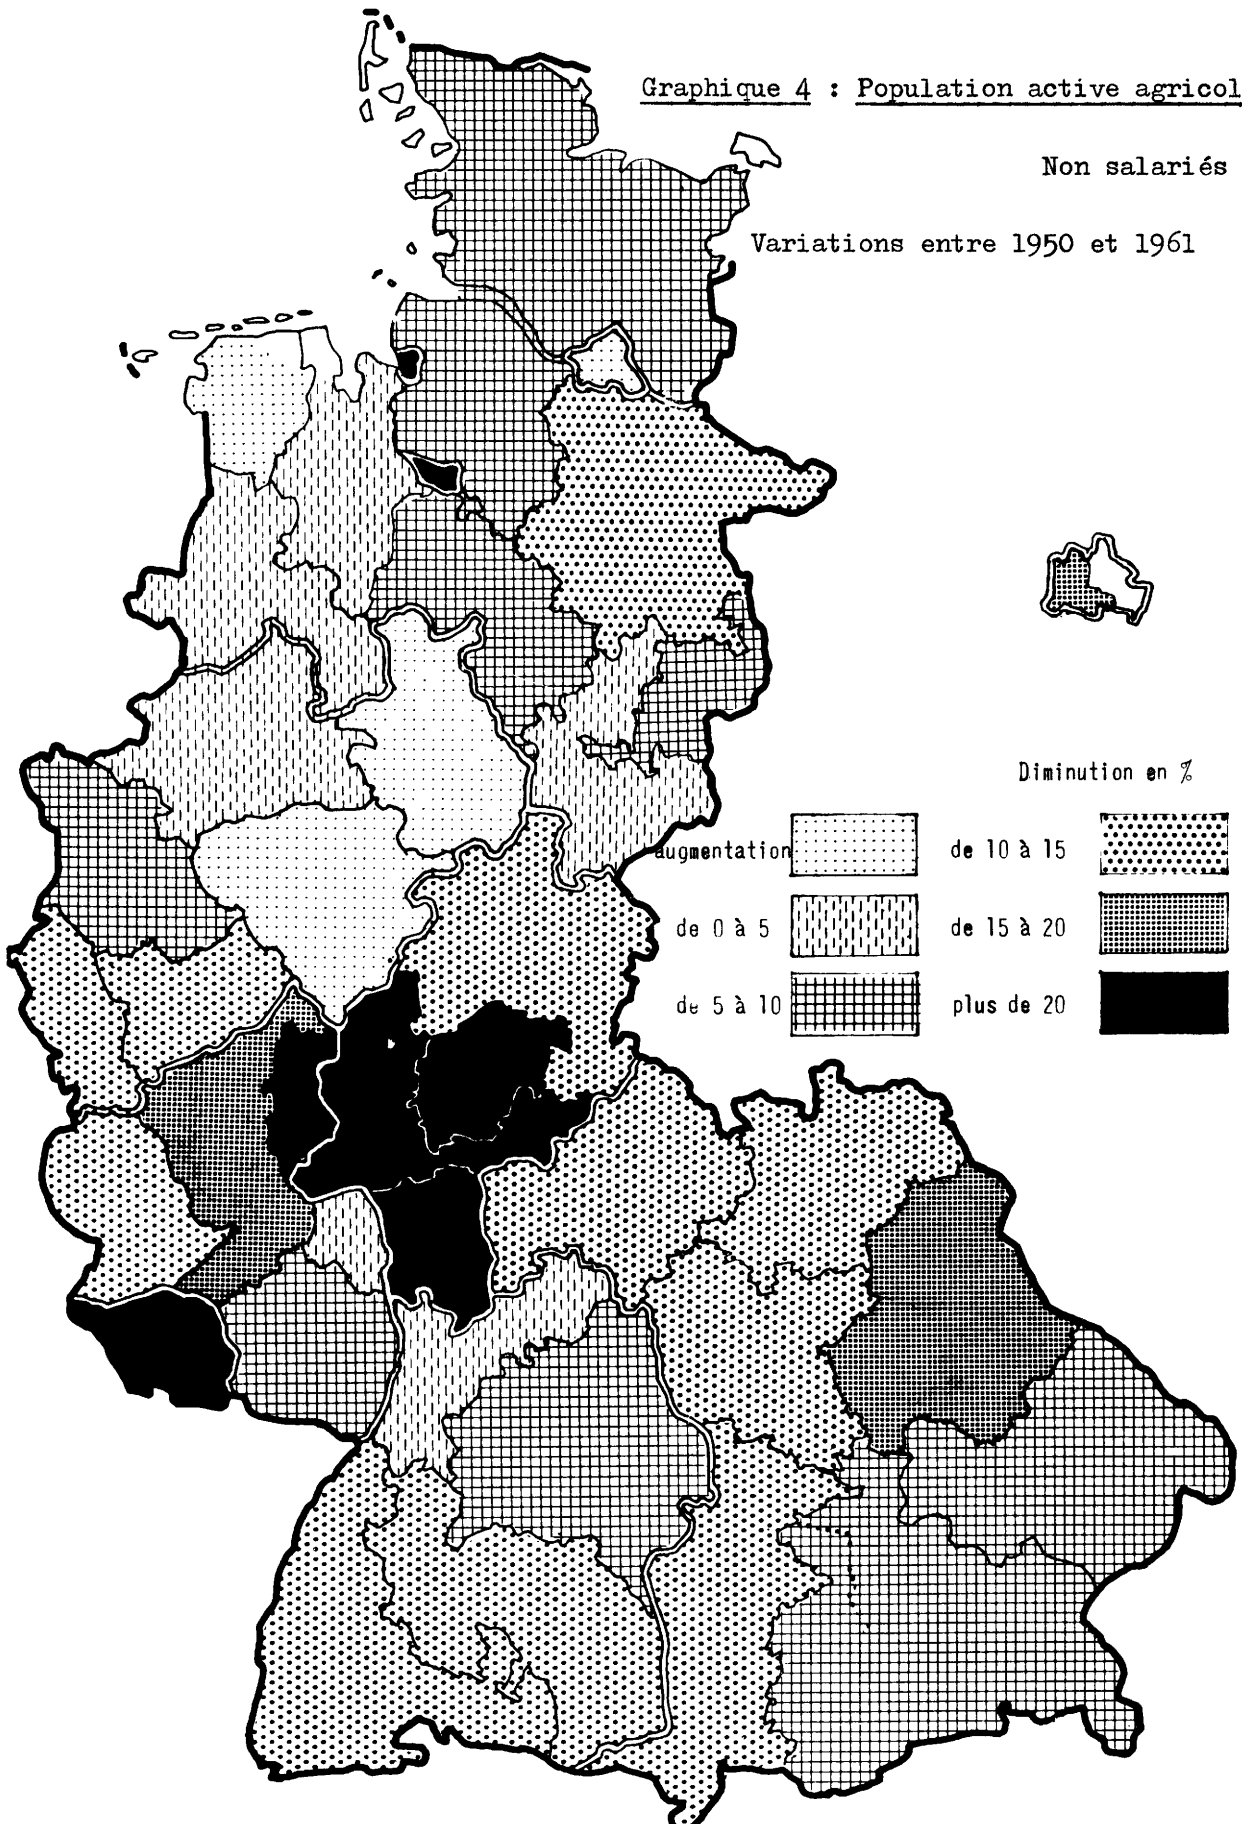 Graphique 4 : Population active agricol
Non salariés
Variations entre 1950 et 1961
Diminution en %
augmentation
de 10 à 15
de 0 à 5
de 15 à 20
de 5 à 10
plus de 20